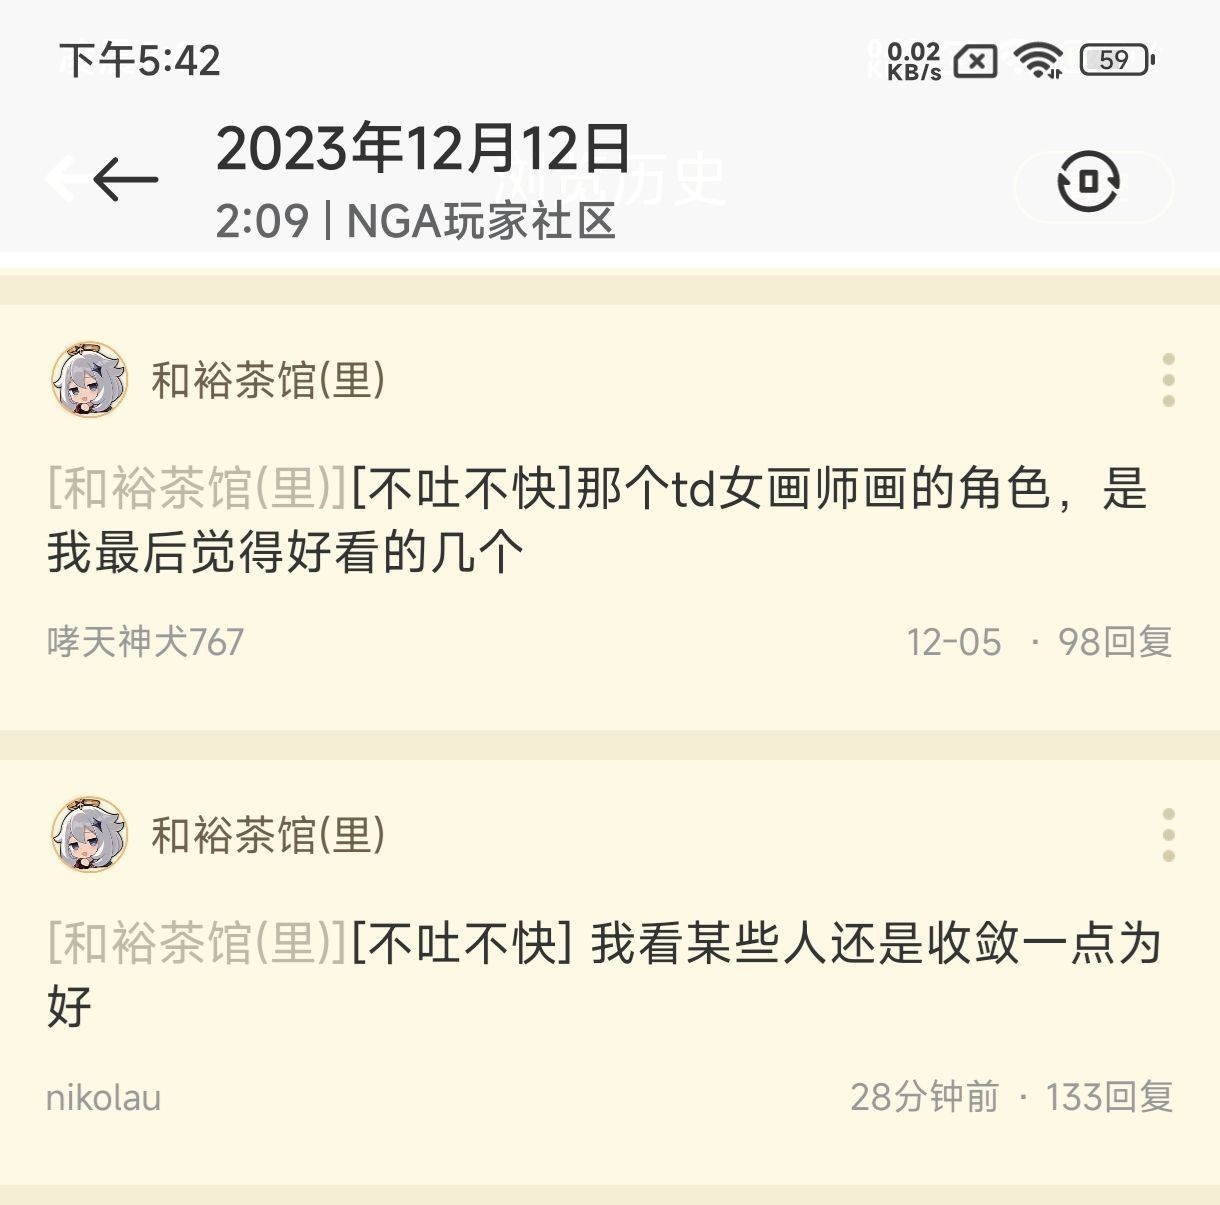 下午5:42
0.02
KB/s
59
2023年12月12日
浏览历史
2:09 | NGA玩家社区
和裕茶馆(里)
[和裕茶馆(里)][不吐不快]那个td女画师画的角色，是
我最后觉得好看的几个
哮天神犬767
12-05 · 98回复
和裕茶馆(里)
[和裕茶馆(里)][不吐不快] 我看某些人还是收敛一点为
好
nikolau
28分钟前 · 133回复